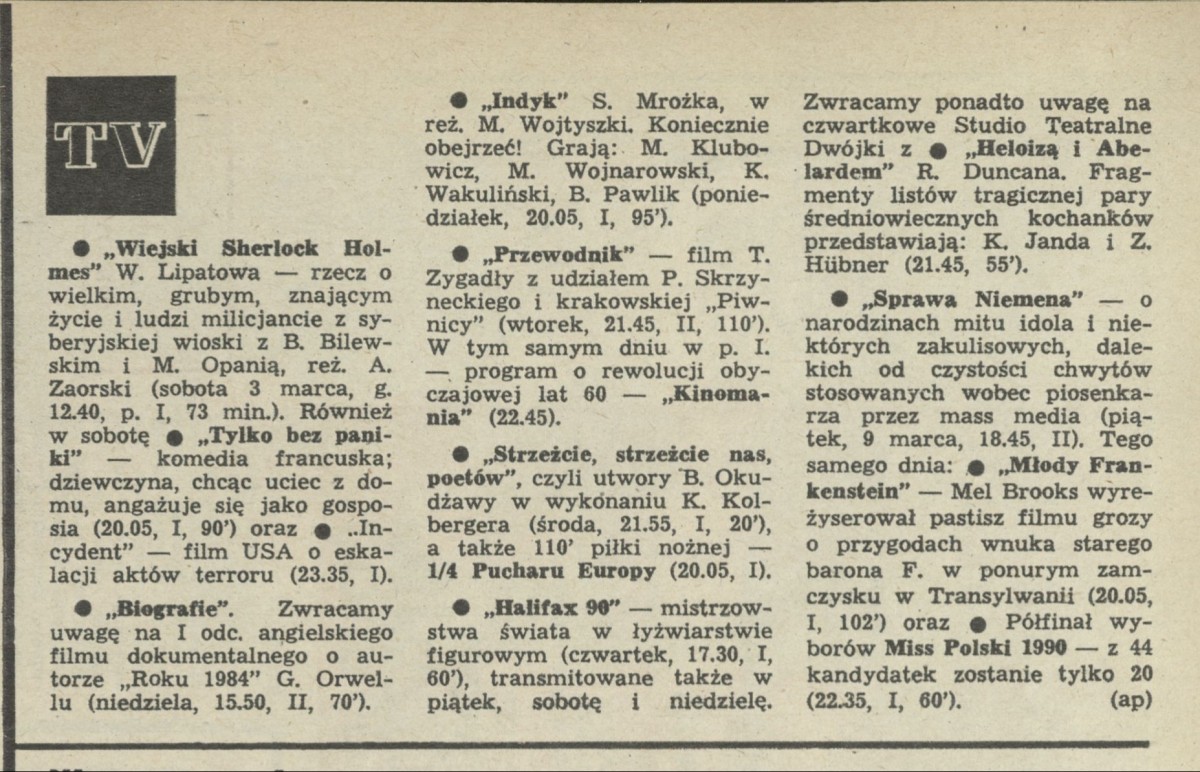 TV
● „Wiejski Sherlock Hol-
mes” W. Lipatowa — rzecz o
wielkim, grubym, znającym
życie i ludzi milicjancie z sy-
beryjskiej wioski z B. Bilew-
skim i M. Opanią, reż. A.
Zaorski (sobota 3 marca, g.
12.40, p. I, 73 min.). Również
w sobotę ● „Tylko bez pani-
ki” — komedia francuska;
dziewczyna, chcąc uciec z do-
mu, angażuje się jako gospo-
sia (20.05, I, 90’) oraz ● „In-
cydent” — film USA o eska-
lacji aktów terroru (23.35, I).
● „Biografie”. Zwracamy
uwagę na I odc. angielskiego
filmu dokumentalnego o au-
torze „Roku 1984” G. Orwel-
lu (niedziela, 15.50, II, 70’).
● „Indyk” S. Mrożka, w
reż. M. Wojtyszki. Koniecznie
obejrzeć! Grają: M. Klubo-
wicz, M. Wojnarowski, K.
Wakuliński, B. Pawlik (ponie-
działek, 20.05, I, 95’).
● „Przewodnik” — film T.
Zygadły z udziałem P. Skrzy-
neckiego i krakowskiej „Piw-
nicy” (wtorek, 21.45, II, 110’).
W tym samym dniu w p. I.
— program o rewolucji oby-
czajowej lat 60 — „Kinoma-
nia” (22.45).
● „Strzeżcie, strzeżcie nas,
poetów”, czyli utwory B. Oku-
dżawy w wykonaniu K. Kol-
bergera (środa, 21.55, I, 20’),
a także 110’ piłki nożnej —
1/4 Pucharu Europy (20.05, I).
● „Halifax 90” — mistrzow-
stwa świata w łyżwiarstwie
figurowym (czwartek, 17.30, I,
60’), transmitowane także w
piątek, sobotę i niedzielę.
Zwracamy ponadto uwagę na
czwartkowe Studio Teatralne
Dwójki z ● „Heloizą i Abe-
lardem” R. Duncana. Frag-
menty listów tragicznej pary
średniowiecznych kochanków
przedstawiają: K. Janda i Z.
Hübner (21.45, 55’).
● „Sprawa Niemena” — o
narodzinach mitu idola i nie-
których zakulisowych, dale-
kich od czystości chwytów
stosowanych wobec piosenka-
rza przez mass media (pią-
tek, 9 marca, 18.45, II). Tego
samego dnia: ● „Młody Fran-
kenstein” — Mel Brooks wyre-
żyserował pastisz filmu grozy
o przygodach wnuka starego
barona F. w ponurym zam-
czysku w Transylwanii (20.05,
I, 102’) oraz ● Półfinał wy-
borów Miss Polski 1990 — z 44
kandydatek zostanie tylko 20
(22.35, I, 60’). (ap)